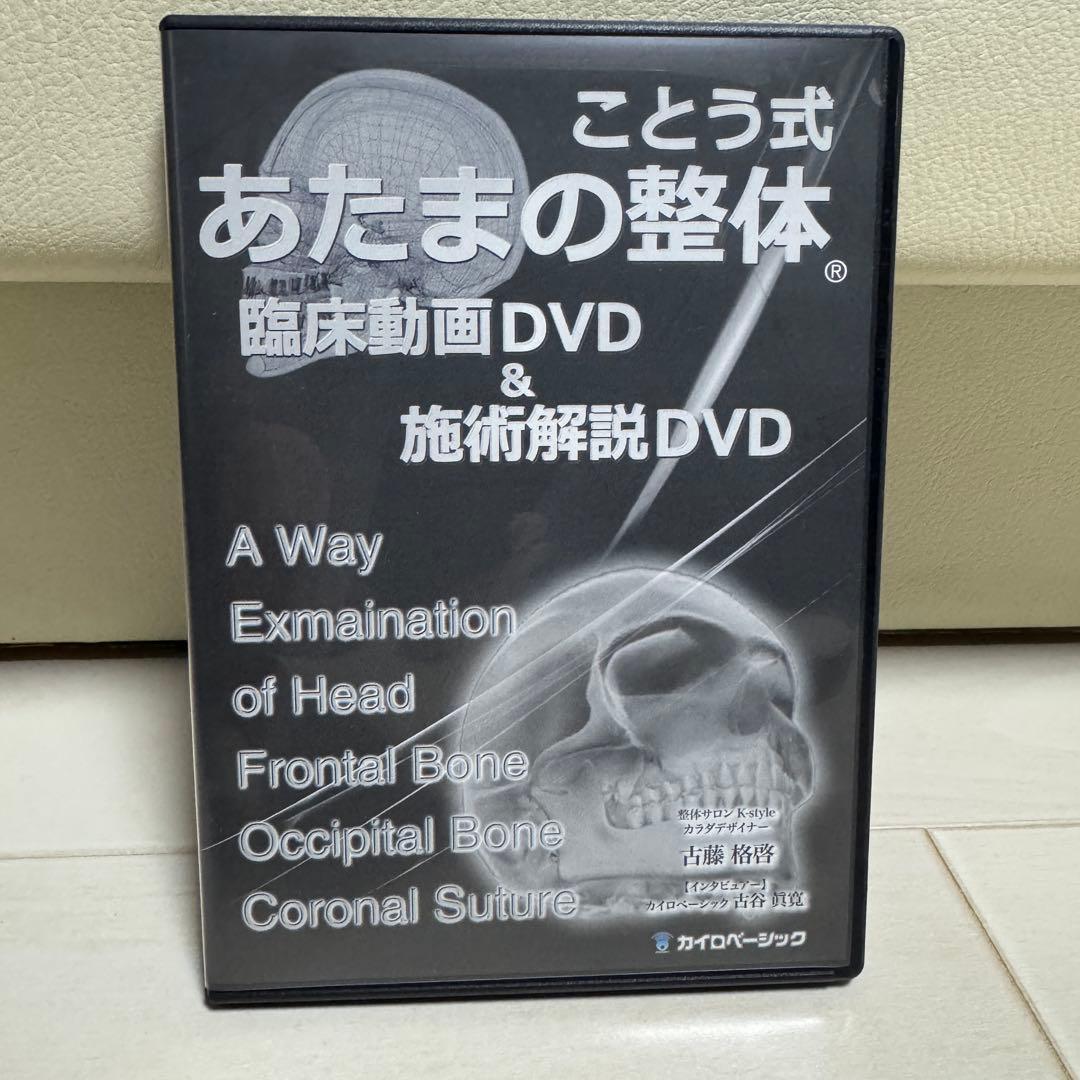 ことう式
あたまの整体®
臨床動画DVD
&
施術解説DVD
A Way
Exmaination
of Head
Frontal Bone
Occipital Bone
Coronal Suture
整体サロン K-style
カラダデザイナー
古藤 格啓
【インタビュアー】
カイロベーシック 古谷 眞寛
カイロベーシック